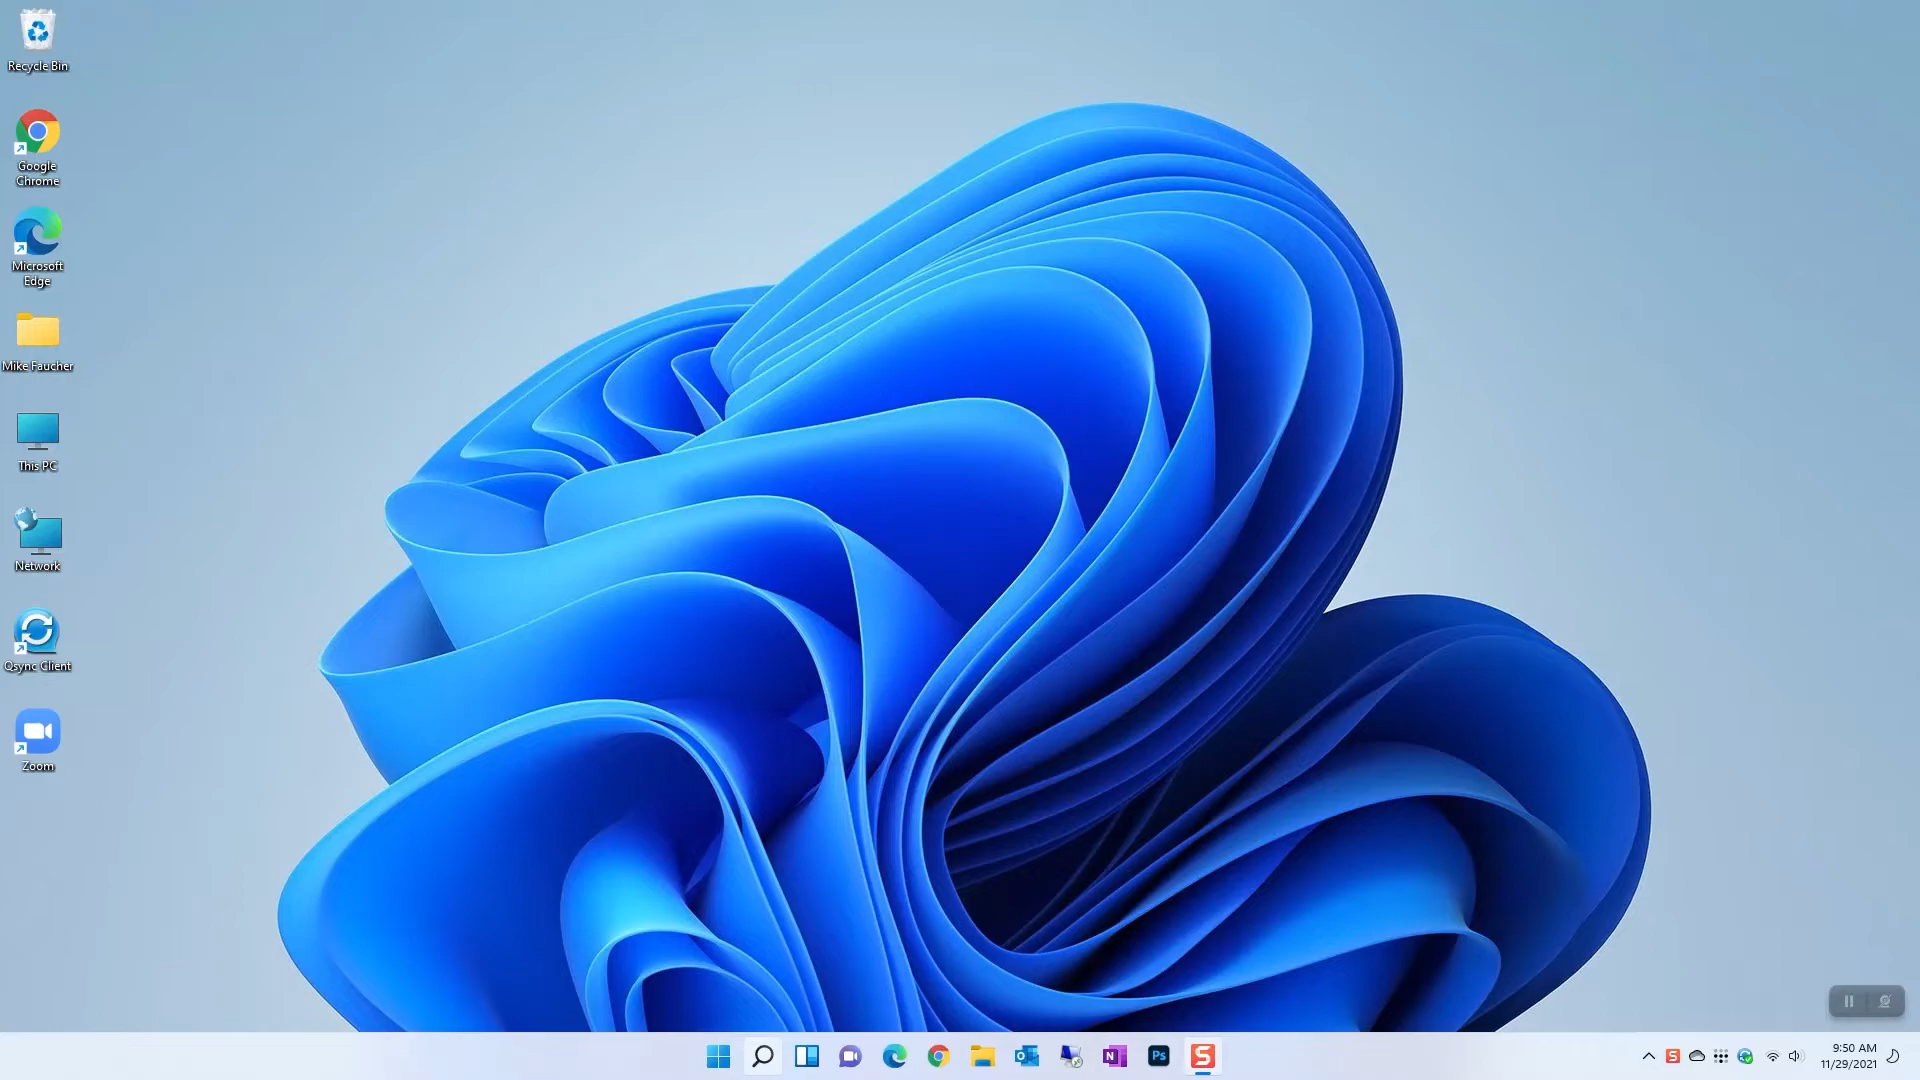 Recycle Bin
Google
Chrome
Microsoft
Edge
Mike Faucher
This PC
Network
Qsync Client
Zoom
9:50 AM
11/29/2021